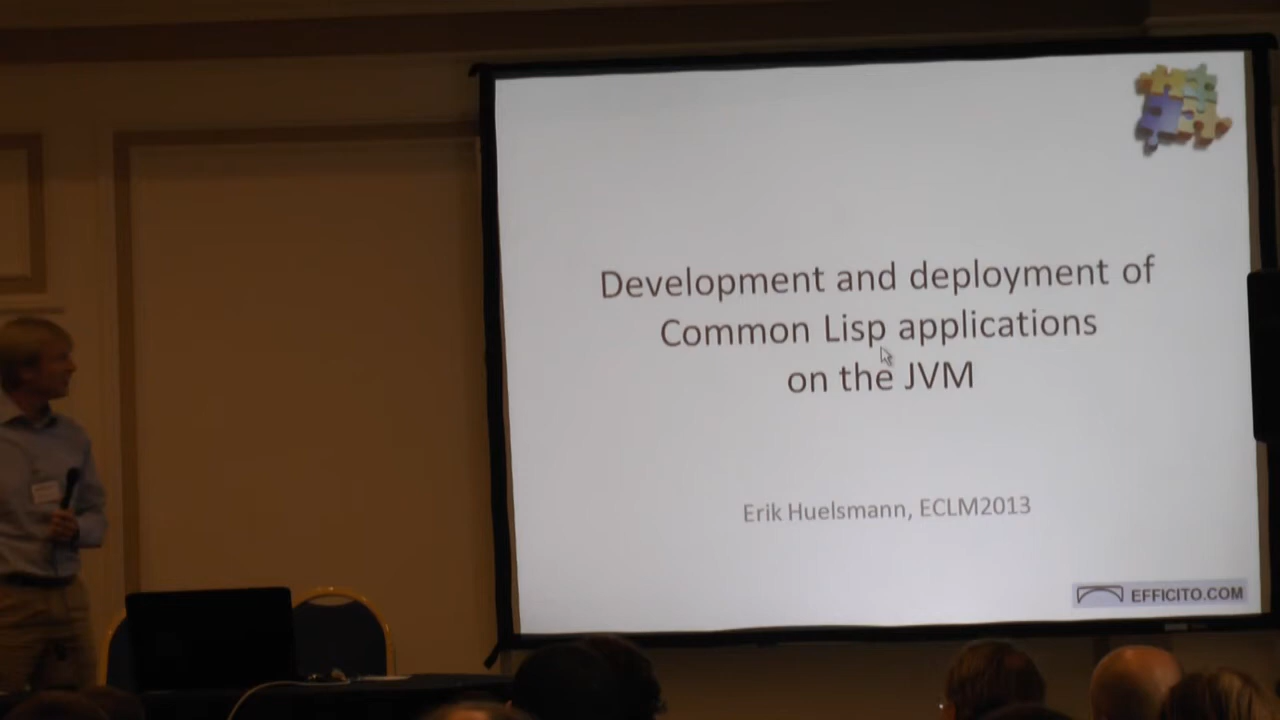 Development and deployment of
Common Lisp applications
on the JVM
Erik Huelsmann, ECLM2013
EFFICITO.COM